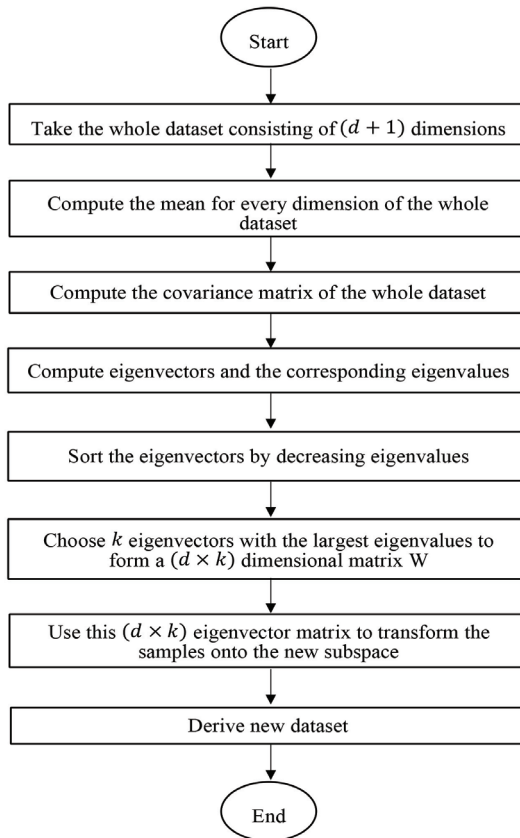 Start
Take the whole dataset consisting of (d + 1) dimensions
Compute the mean for every dimension of the whole
dataset
Compute the covariance matrix of the whole dataset
Compute eigenvectors and the corresponding eigenvalues
Sort the eigenvectors by decreasing eigenvalues
Choose k eigenvectors with the largest eigenvalues to
form a (d × k) dimensional matrix W
Use this (d × k) eigenvector matrix to transform the
samples onto the new subspace
Derive new dataset
End